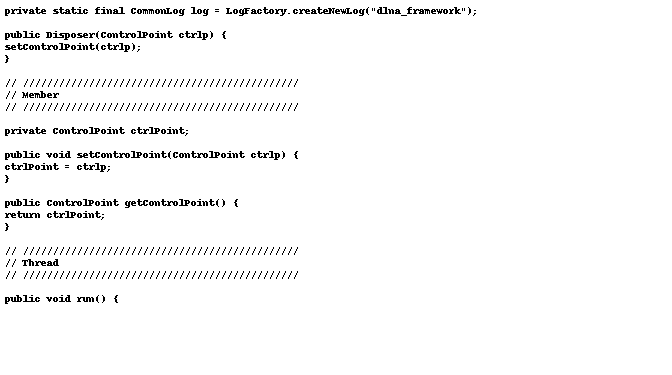 private static final CommonLog log = LogFactory.createNewLog("dlna_framework");
public Disposer(ControlPoint ctrlp) {
setControlPoint(ctrlp);
}
// ////////////////////////////////////////////////
// Member
// ////////////////////////////////////////////////
private ControlPoint ctrlPoint;
public void setControlPoint(ControlPoint ctrlp) {
ctrlPoint = ctrlp;
}
public ControlPoint getControlPoint() {
return ctrlPoint;
}
// ////////////////////////////////////////////////
// Thread
// ////////////////////////////////////////////////
public void run() {